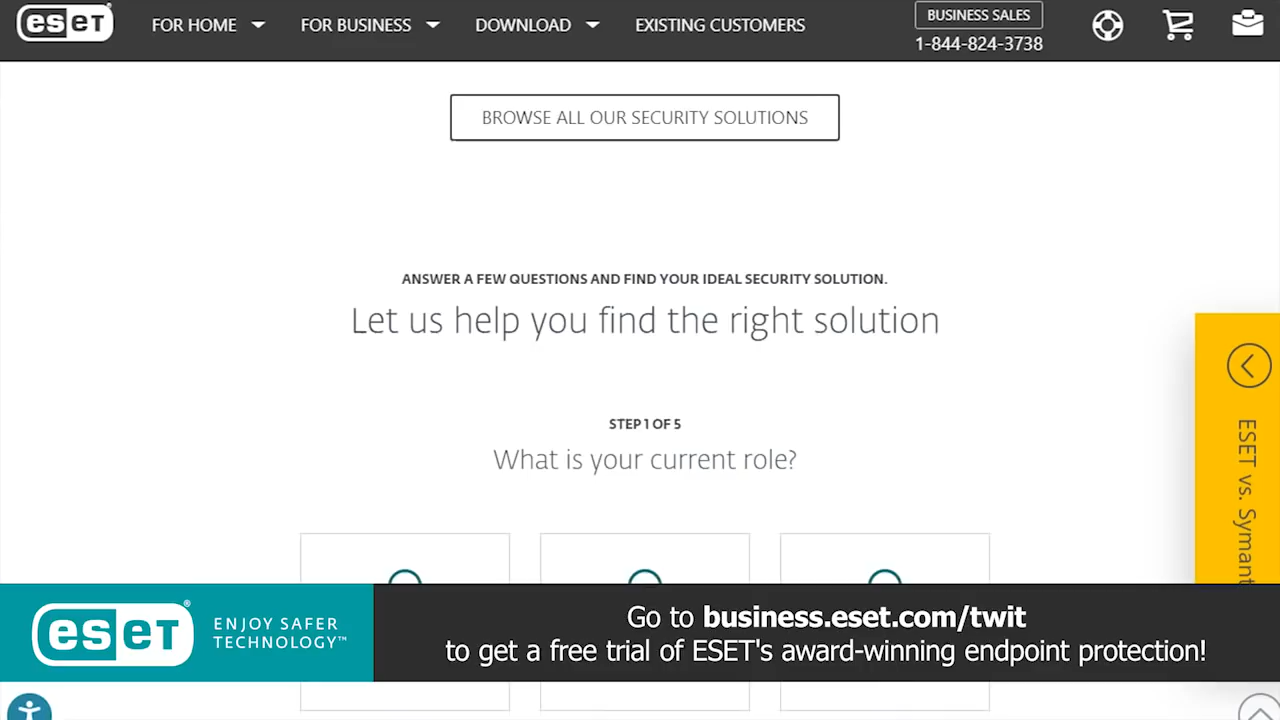 eseT®
FOR HOME
FOR BUSINESS
DOWNLOAD
EXISTING CUSTOMERS
BUSINESS SALES
1-844-824-3738
BROWSE ALL OUR SECURITY SOLUTIONS
ANSWER A FEW QUESTIONS AND FIND YOUR IDEAL SECURITY SOLUTION.
Let us help you find the right solution
STEP 1 OF 5
What is your current role?
ESET vs. Symant
eseT®
ENJOY SAFER
TECHNOLOGY™
Go to business.eset.com/twit
to get a free trial of ESET's award-winning endpoint protection!